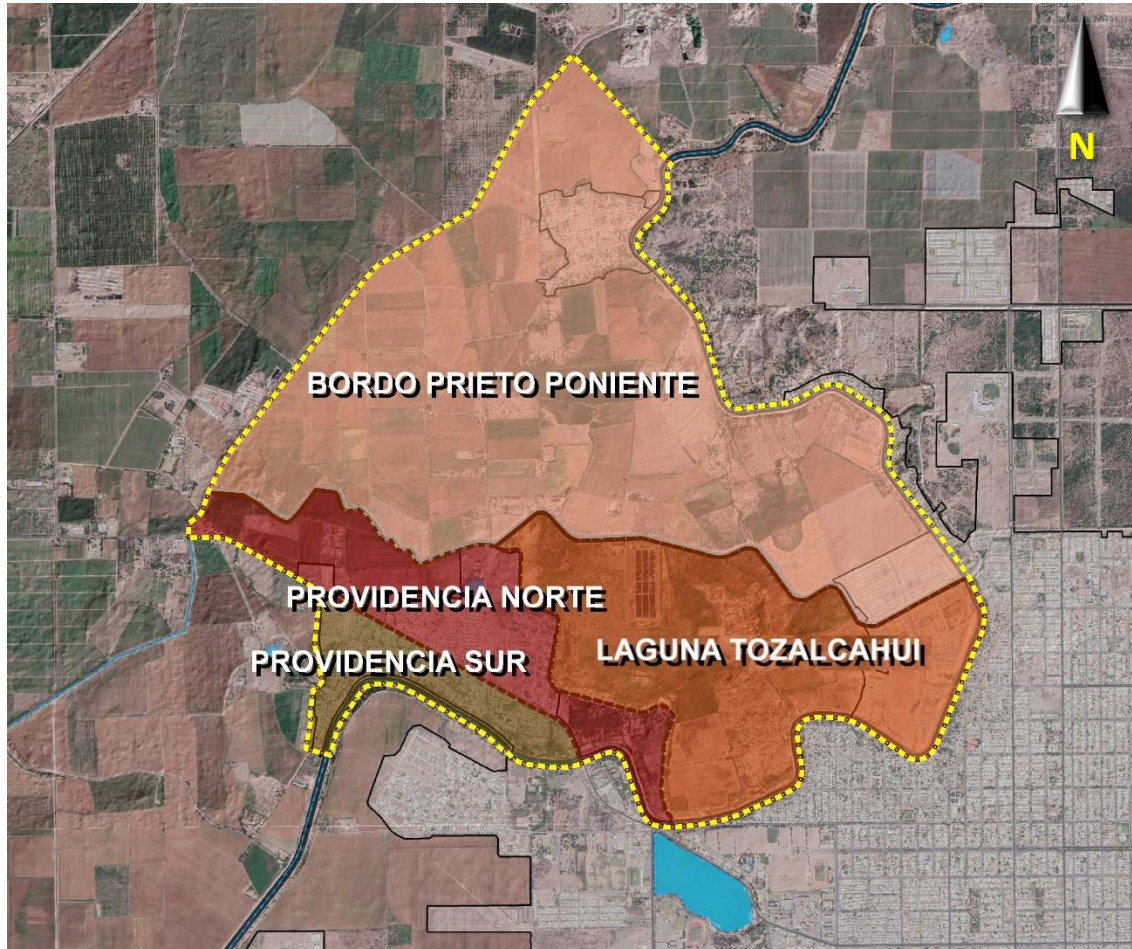 N
BORDO PRIETO PONIENTE
PROVIDENCIA NORTE
PROVIDENCIA SUR
LAGUNA TOZALCAHUI